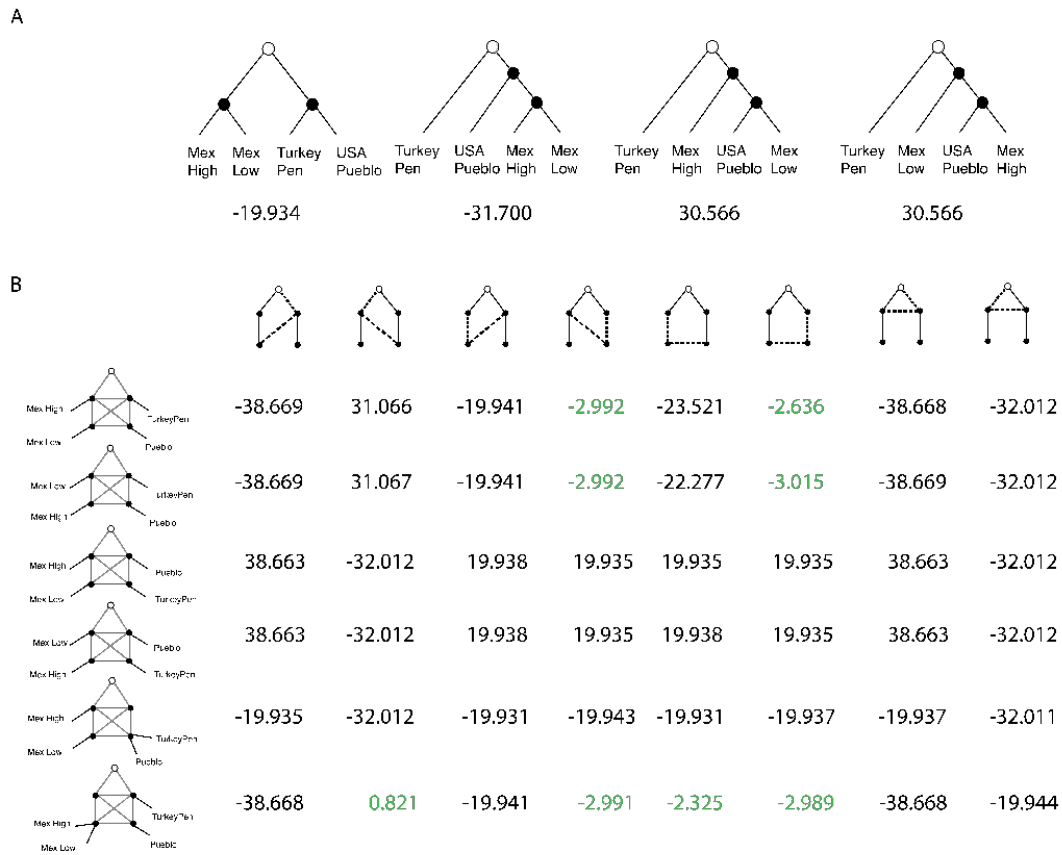 A
Mex High
Mex Low
Turkey Pen
USA Pueblo
Turkey Pen
USA Pueblo
Mex High
Mex Low
Turkey Pen
Mex High
USA Pueblo
Mex Low
Turkey Pen
Mex Low
USA Pueblo
Mex High
-19.934 -31.700 30.566 30.566
B
Mex High
TurkeyPen
Mex Low
Pueblo
-38.669 31.066 -19.941 -2.992 -23.521 -2.636 -38.668 -32.012
Mex Low
TurkeyPen
Mex High
Pueblo
-38.669 31.067 -19.941 -2.992 -22.277 -3.015 -38.669 -32.012
Mex High
Pueblo
Mex Low
TurkeyPen
38.663 -32.012 19.938 19.935 19.935 19.935 38.663 -32.012
Mex Low
Pueblo
Mex High
TurkeyPen
38.663 -32.012 19.938 19.935 19.938 19.935 38.663 -32.012
Mex High
TurkeyPen
Mex Low
Pueblo
-19.935 -32.012 -19.931 -19.943 -19.931 -19.937 -19.937 -32.011
TurkeyPen
Mex High
Mex Low
Pueblo
-38.668 0.821 -19.941 -2.991 -2.325 -2.989 -38.668 -19.944